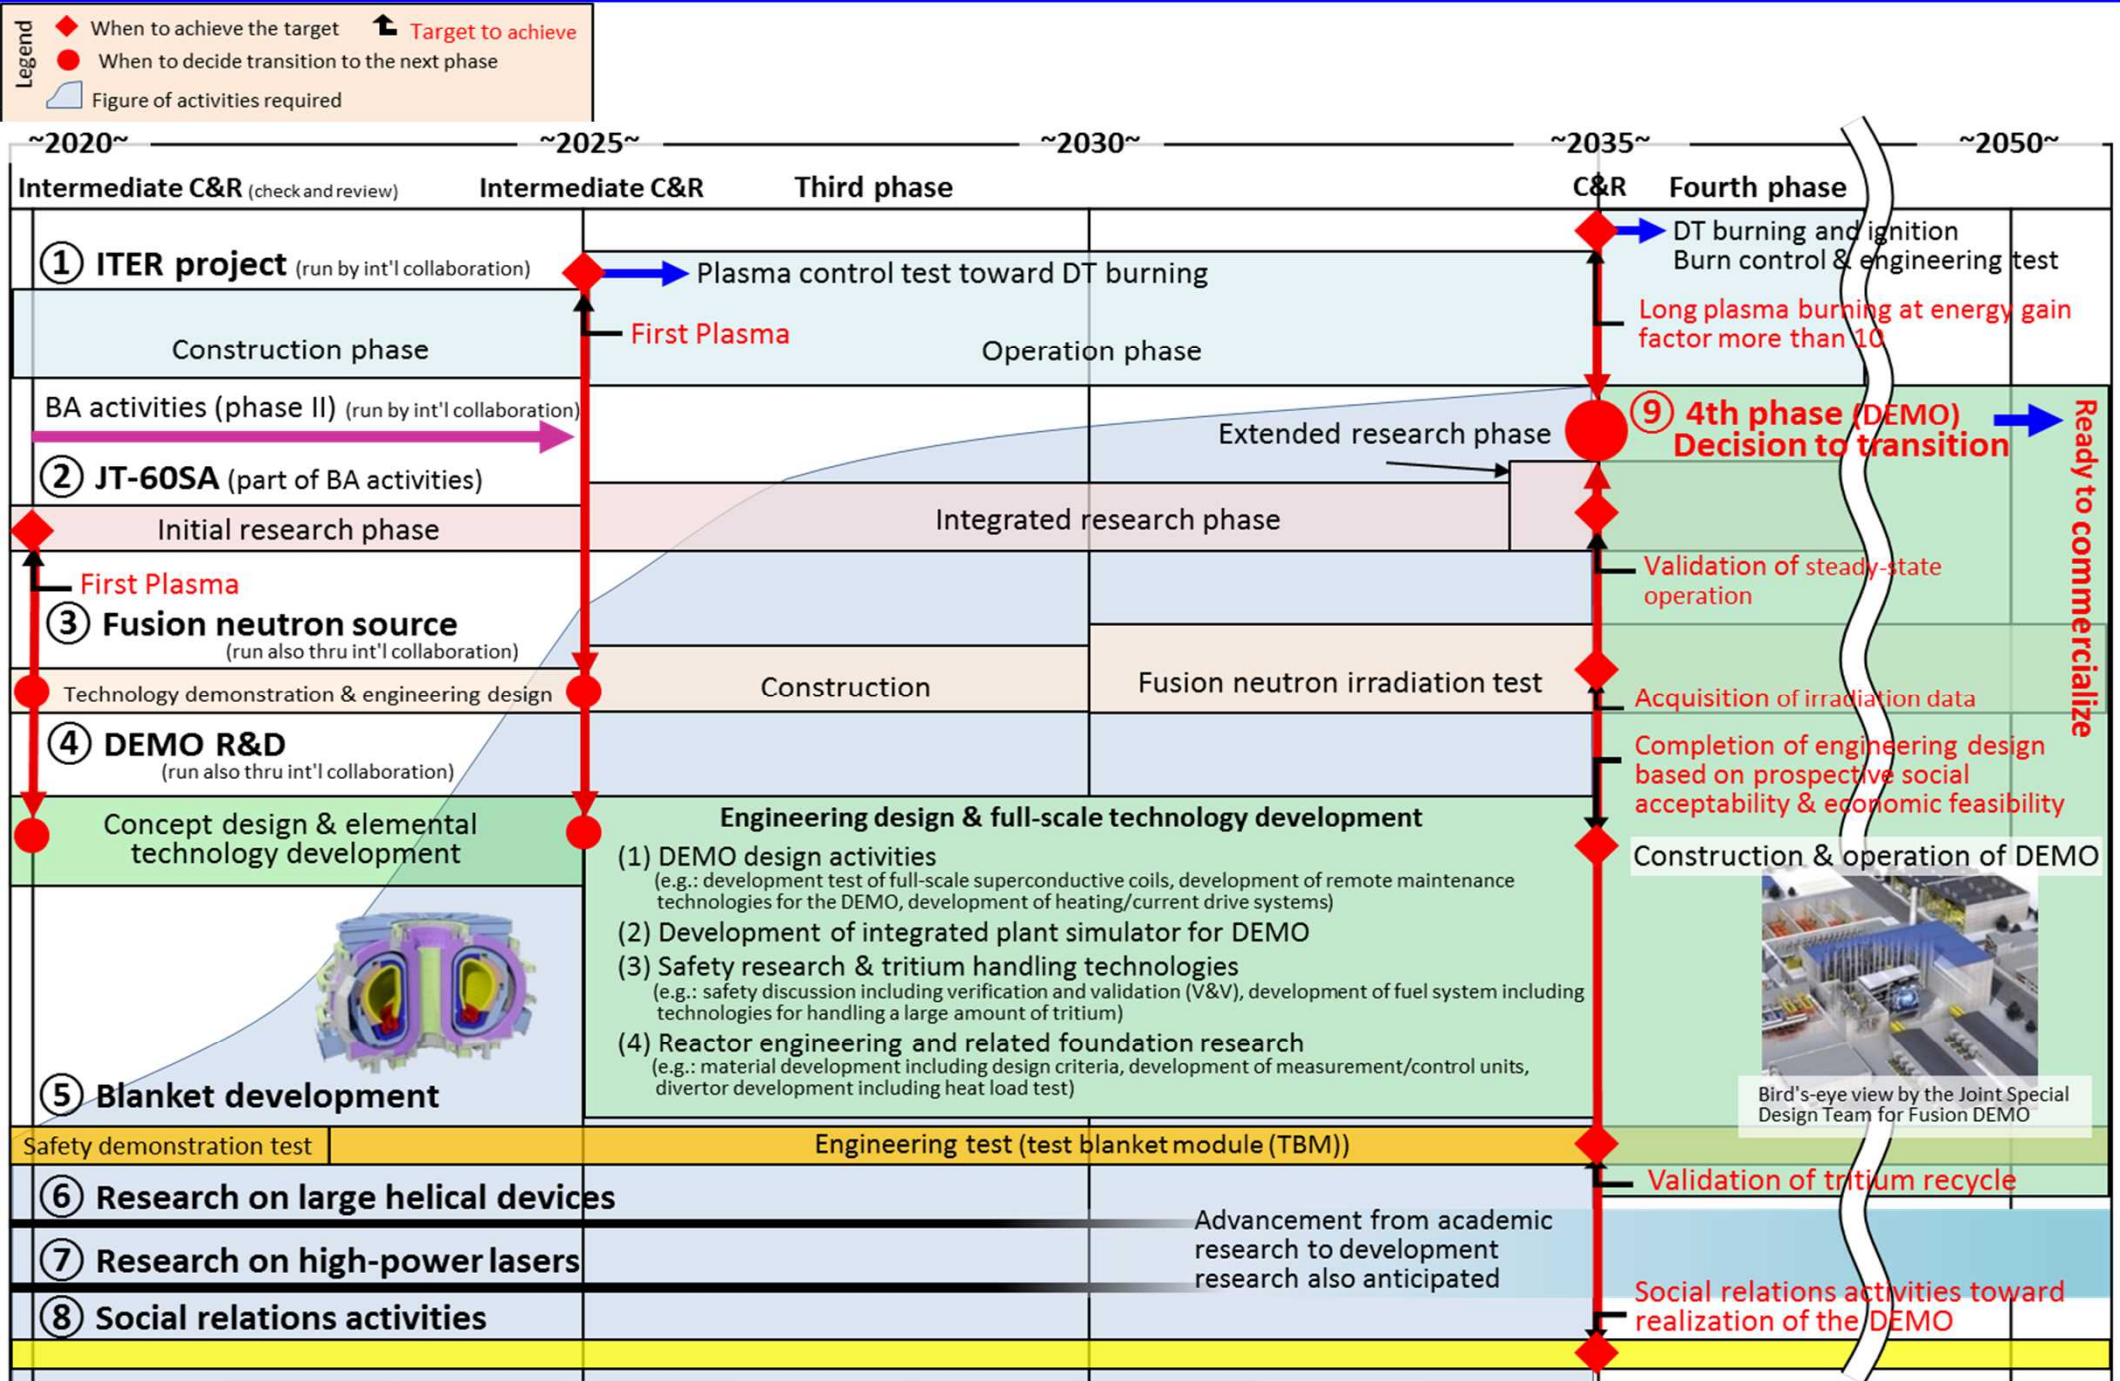 Legend
When to achieve the target
Target to achieve
When to decide transition to the next phase
Figure of activities required
~2020~
~2025~
~2030~
~2035~
~2050~
Intermediate C&R (check and review)
Intermediate C&R
Third phase
C&R
Fourth phase
① ITER project (run by int'l collaboration)
Plasma control test toward DT burning
DT burning and ignition
Burn control & engineering test
First Plasma
Long plasma burning at energy gain
factor more than 10
Construction phase
Operation phase
BA activities (phase II) (run by int'l collaboration)
Extended research phase
⑨ 4th phase (DEMO)
Decision to transition
Ready to commercialize
② JT-60SA (part of BA activities)
Initial research phase
Integrated research phase
First Plasma
Validation of steady-state
operation
③ Fusion neutron source
(run also thru int'l collaboration)
Technology demonstration & engineering design
Construction
Fusion neutron irradiation test
Acquisition of irradiation data
④ DEMO R&D
(run also thru int'l collaboration)
Completion of engineering design
based on prospective social
acceptability & economic feasibility
Concept design & elemental
technology development
Engineering design & full-scale technology development
(1) DEMO design activities
(e.g.: development test of full-scale superconductive coils, development of remote maintenance
technologies for the DEMO, development of heating/current drive systems)
(2) Development of integrated plant simulator for DEMO
(3) Safety research & tritium handling technologies
(e.g.: safety discussion including verification and validation (V&V), development of fuel system including
technologies for handling a large amount of tritium)
(4) Reactor engineering and related foundation research
(e.g.: material development including design criteria, development of measurement/control units,
divertor development including heat load test)
Construction & operation of DEMO
Bird's-eye view by the Joint Special
Design Team for Fusion DEMO
⑤ Blanket development
Safety demonstration test
Engineering test (test blanket module (TBM))
Validation of tritium recycle
⑥ Research on large helical devices
Advancement from academic
research to development
research also anticipated
⑦ Research on high-power lasers
⑧ Social relations activities
Social relations activities toward
realization of the DEMO